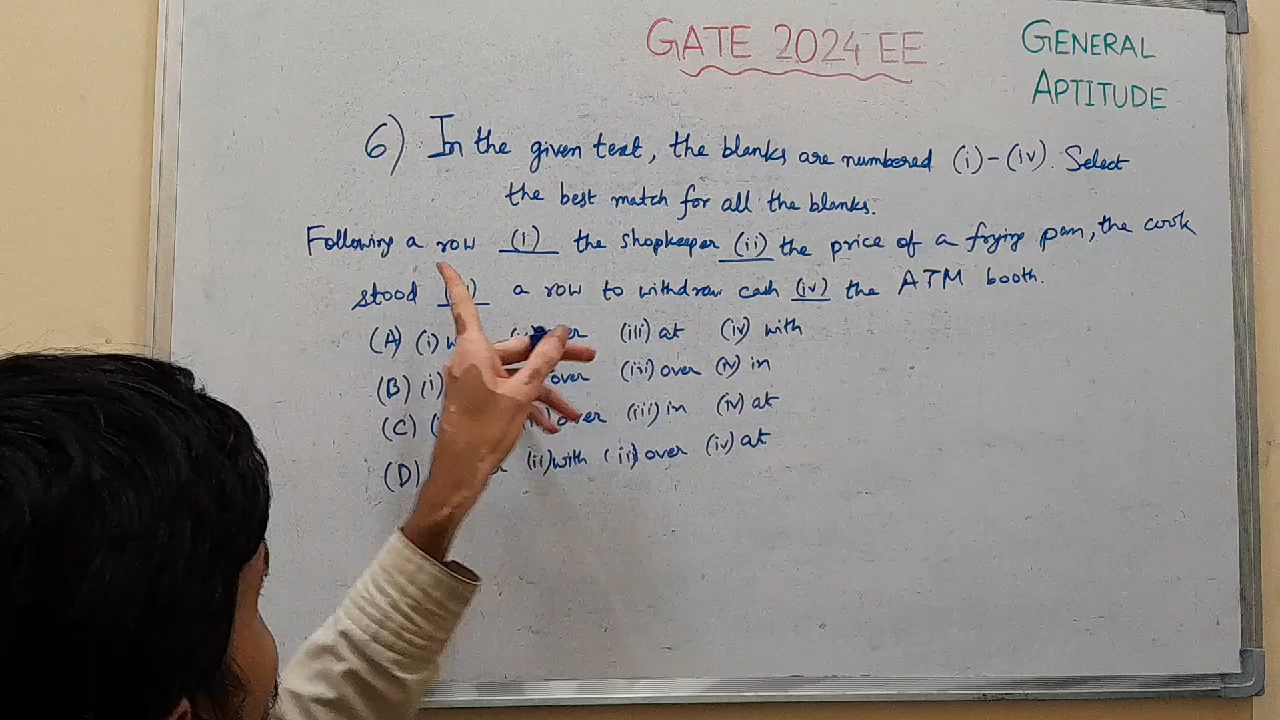 GATE 2024 EE
GENERAL
APTITUDE
6) In the given text, the blanks are numbered (i)-(iv). Select
the best match for all the blanks.
Following a row (i) the shopkeeper (ii) the price of a frying pan, the cook
stood a row to withdraw cash (iv) the ATM booth.
(A) (i) (iii) at (iv) with
(B) (i) over (iii) over (iv) in
(C) over (iii) in (iv) at
(D) (ii) with (ii) over (iv) at